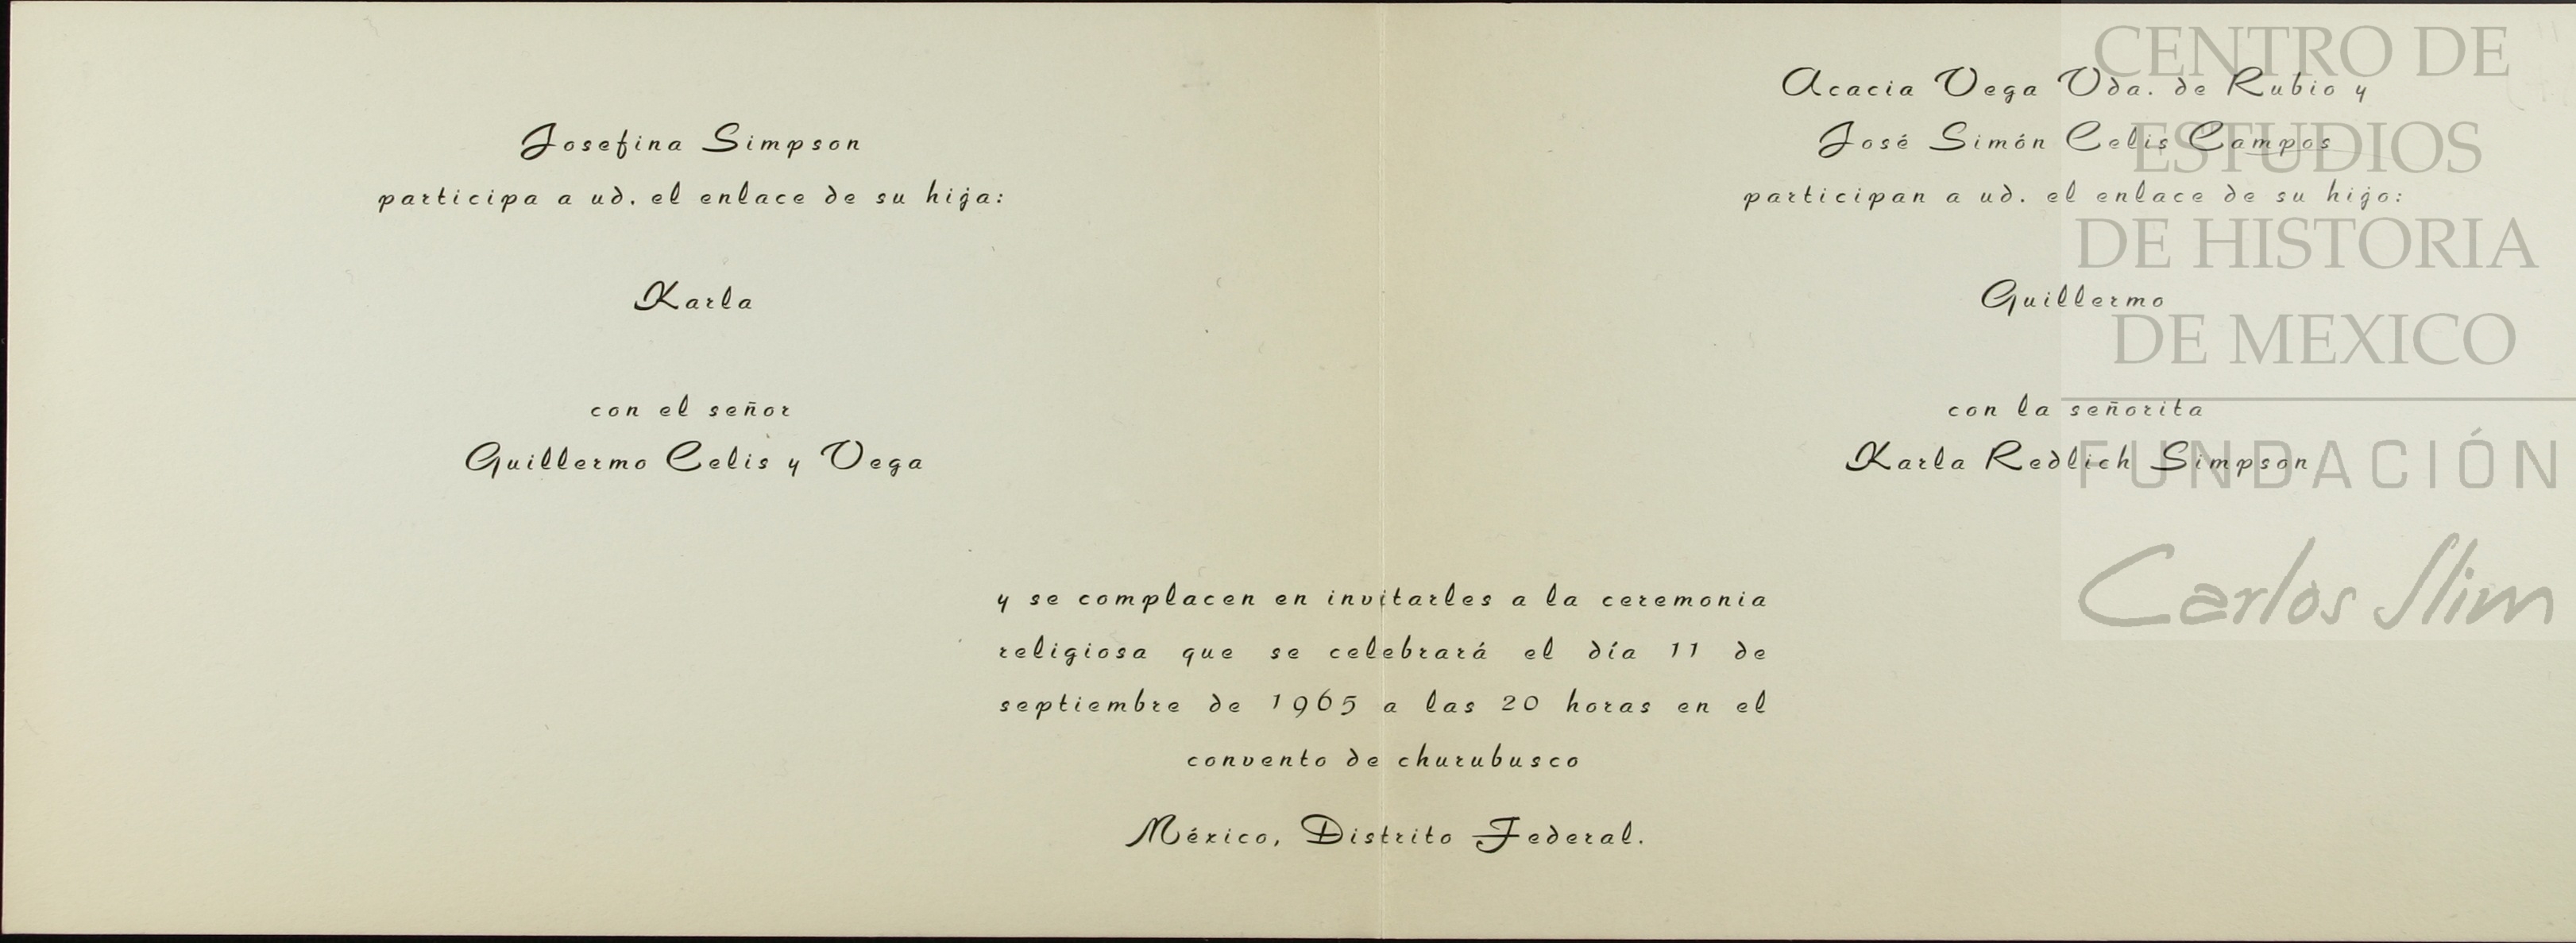 Josefina Simpson
participa a ud. el enlace de su hija:
Karla
con el señor
Guillermo Celis y Vega
Acacia Vega Vda. de Rubio y
José Simón Celis Campos
participan a ud. el enlace de su hijo:
Guillermo
con la señorita
Karla Redlich Simpson
y se complacen en invitarles a la ceremonia
religiosa que se celebrará el día 11 de
septiembre de 1965 a las 20 horas en el
convento de churubusco
México, Distrito Federal.
CENTRO DE
ESTUDIOS
DE HISTORIA
DE MEXICO
FUNDACIÓN
Carlos Slim